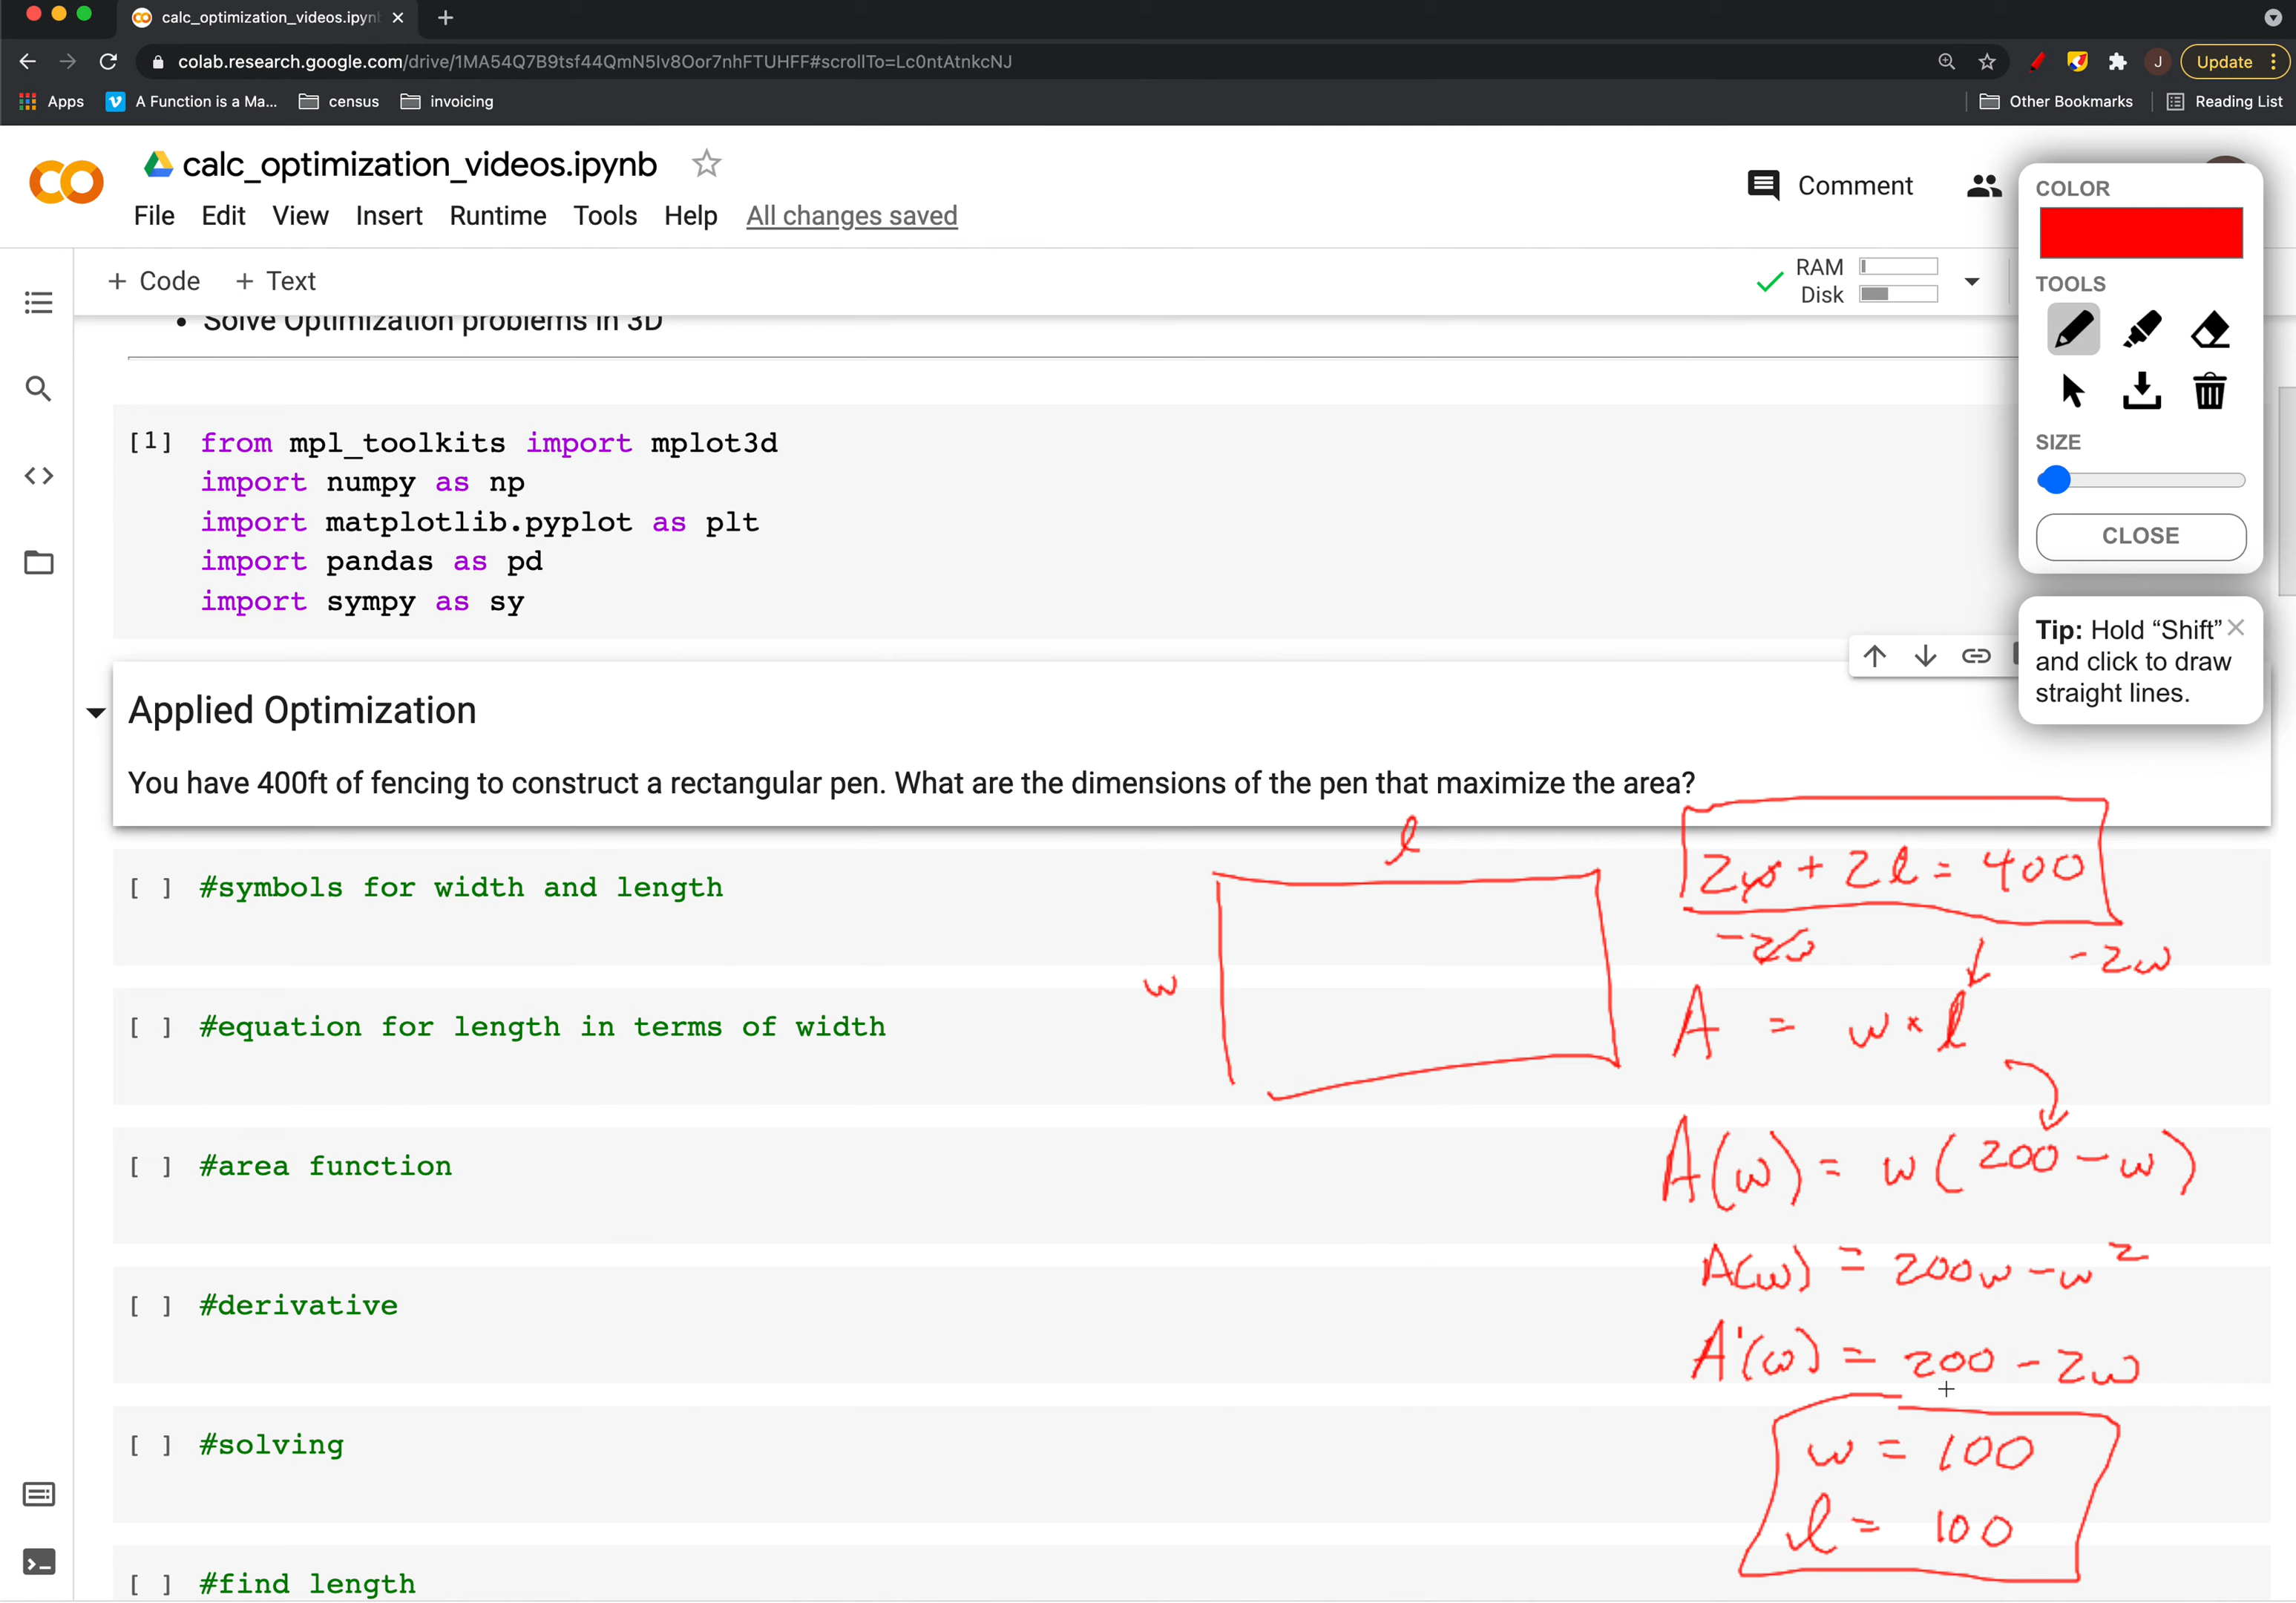 calc_optimization_videos.ipyn
colab.research.google.com/drive/1MA54Q7B9tsf44QmN5Iv8Oor7nhFTUHFF#scrollTo=Lc0ntAtnkcNJ
J
Update
Apps
A Function is a Ma...
census
invoicing
Other Bookmarks
Reading List
calc_optimization_videos.ipynb
File Edit View Insert Runtime Tools Help All changes saved
Comment
+ Code + Text
RAM
Disk
COLOR
TOOLS
SIZE
CLOSE
Tip: Hold “Shift”
and click to draw
straight lines.
• Solve Optimization problems in 3D
[1] from mpl_toolkits import mplot3d
import numpy as np
import matplotlib.pyplot as plt
import pandas as pd
import sympy as sy
Applied Optimization
You have 400ft of fencing to construct a rectangular pen. What are the dimensions of the pen that maximize the area?
[ ] #symbols for width and length
[ ] #equation for length in terms of width
[ ] #area function
[ ] #derivative
[ ] #solving
[ ] #find length
l
w
2w + 2l = 400
-2w -2w
A = w × l
A(w) = w(200 - w)
A(w) = 200w - w²
A'(w) = 200 - 2w
w = 100
l = 100